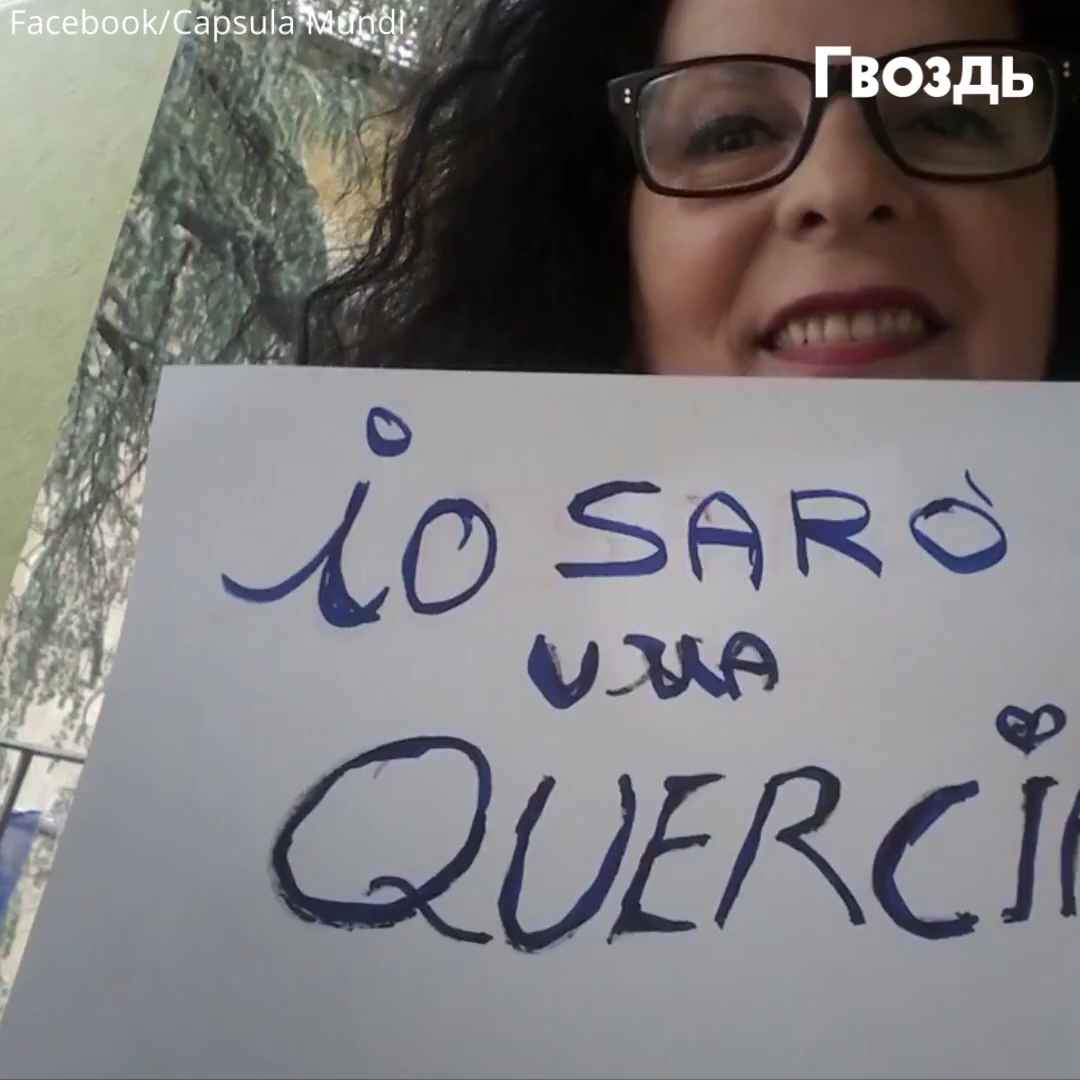 Facebook/Capsula Mundi
Гвоздь
io SARÒ
UNA
QUERCI